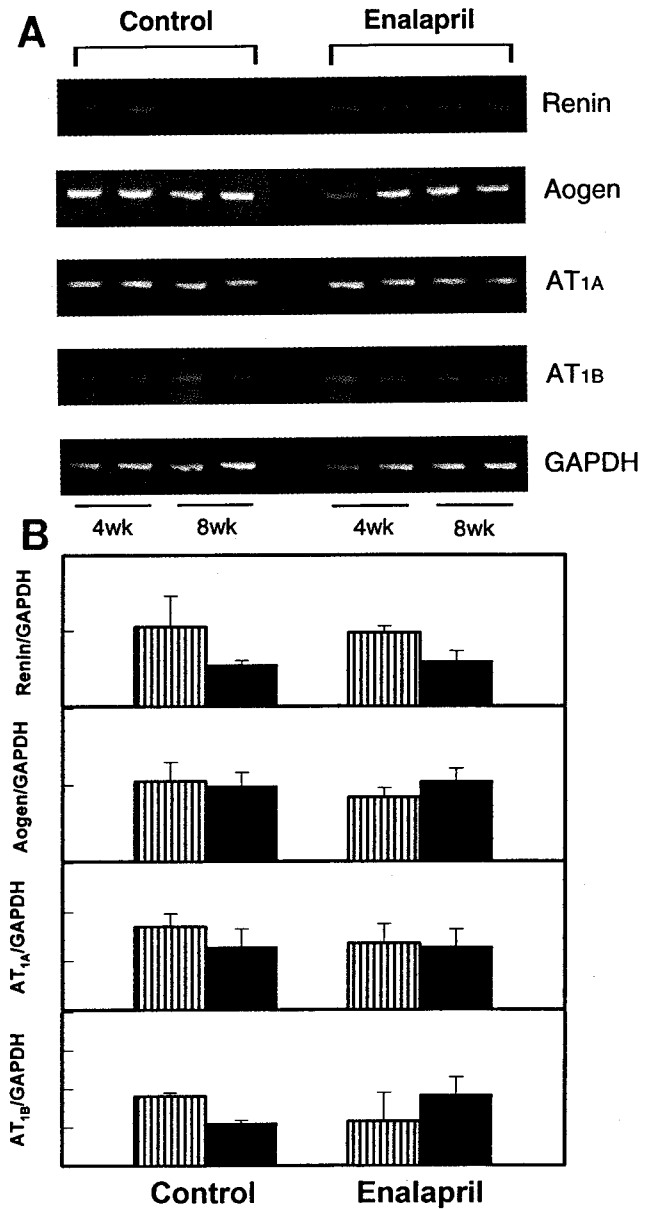 A
Control Enalapril
Renin
Aogen
AT1A
AT1B
GAPDH
4wk 8wk 4wk 8wk
B
Renin/GAPDH
Aogen/GAPDH
AT1A/GAPDH
AT1B/GAPDH
Control Enalapril